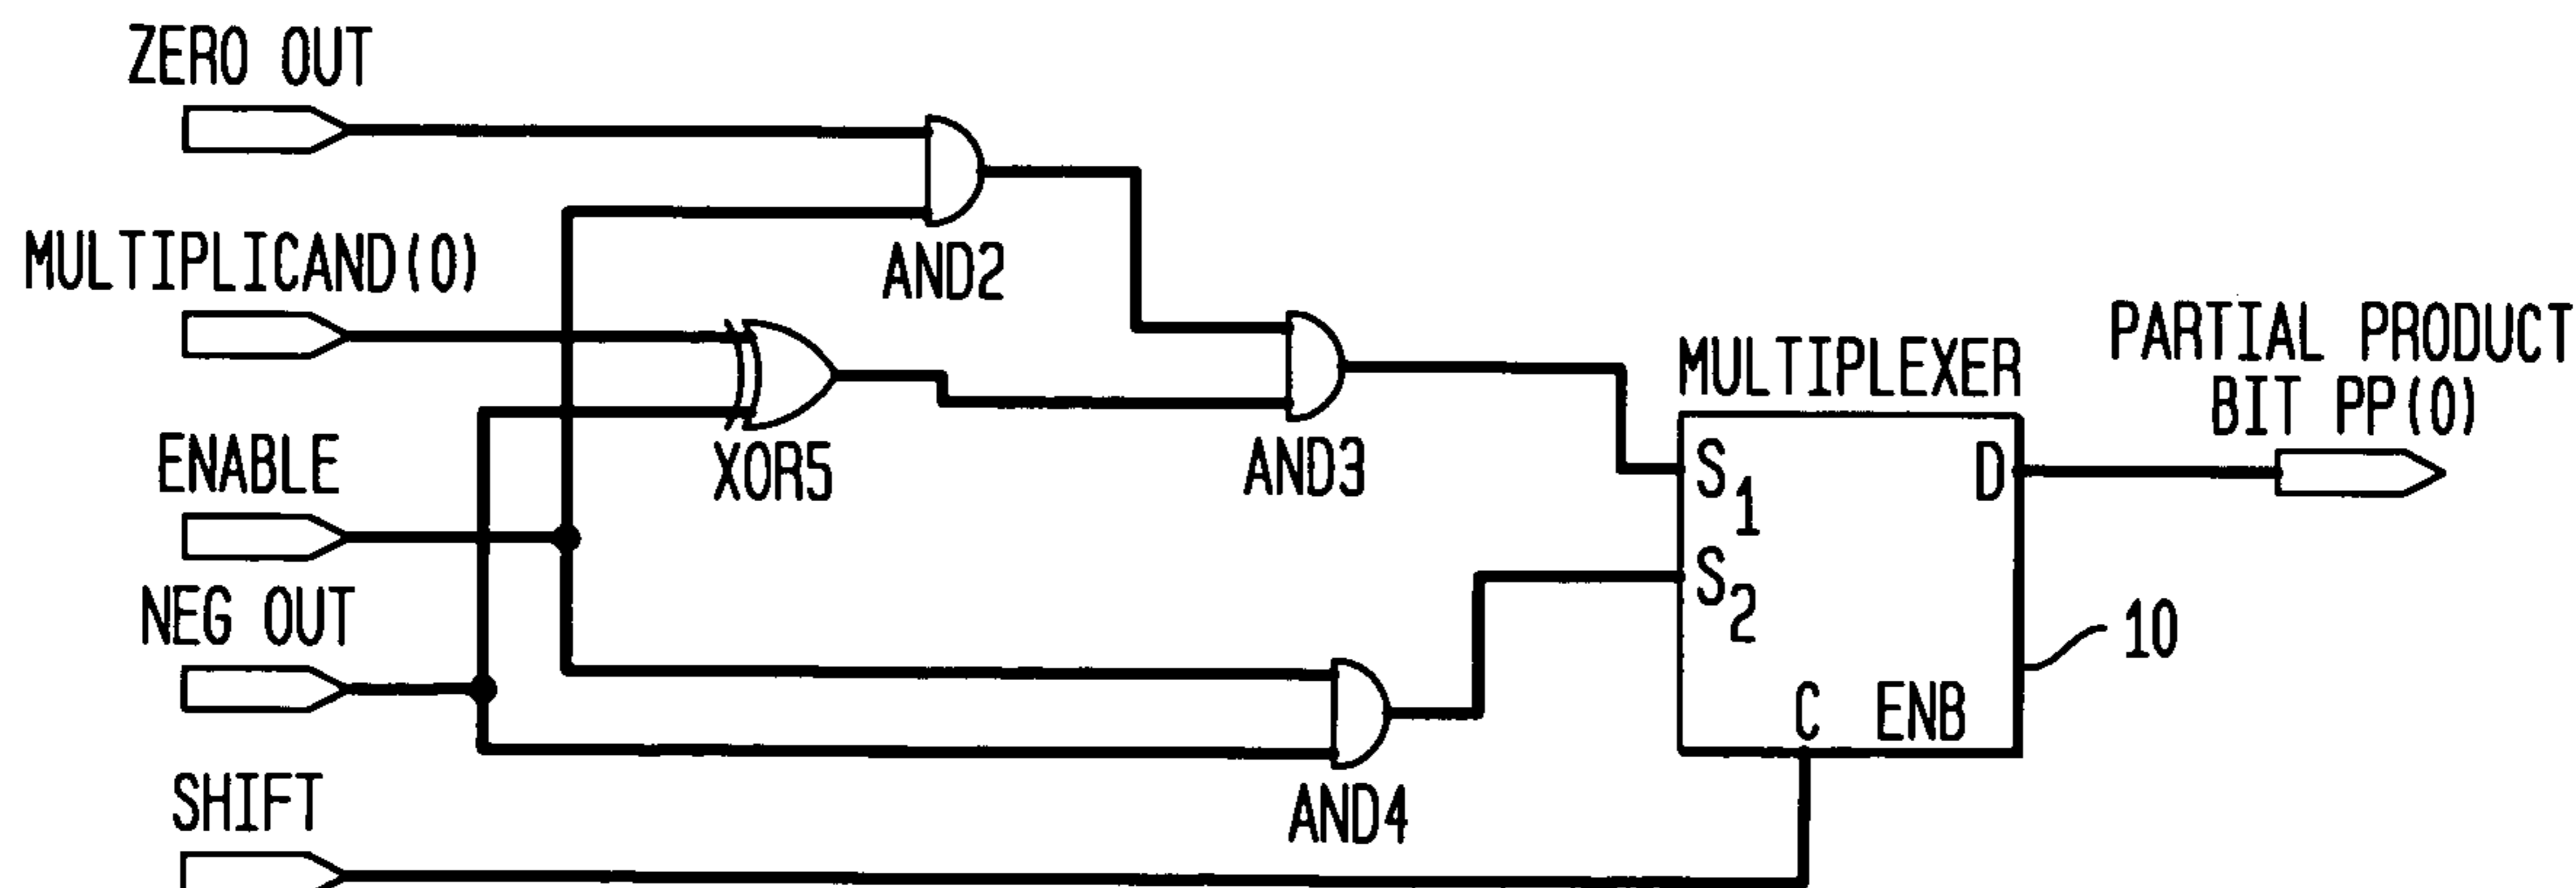 ZERO OUT
MULTIPLICAND(0)
ENABLE
NEG OUT
SHIFT
AND2
XOR5
AND3
AND4
MULTIPLEXER
S1
S2
D
C ENB
10
PARTIAL PRODUCT
BIT PP(0)